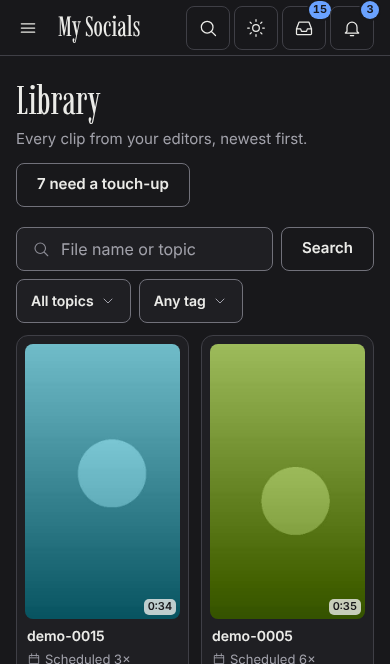 My Socials
15
3
Library
Every clip from your editors, newest first.
7 need a touch-up
File name or topic
Search
All topics
Any tag
0:34
0:35
demo-0015
demo-0005
Scheduled 3×
Scheduled 6×